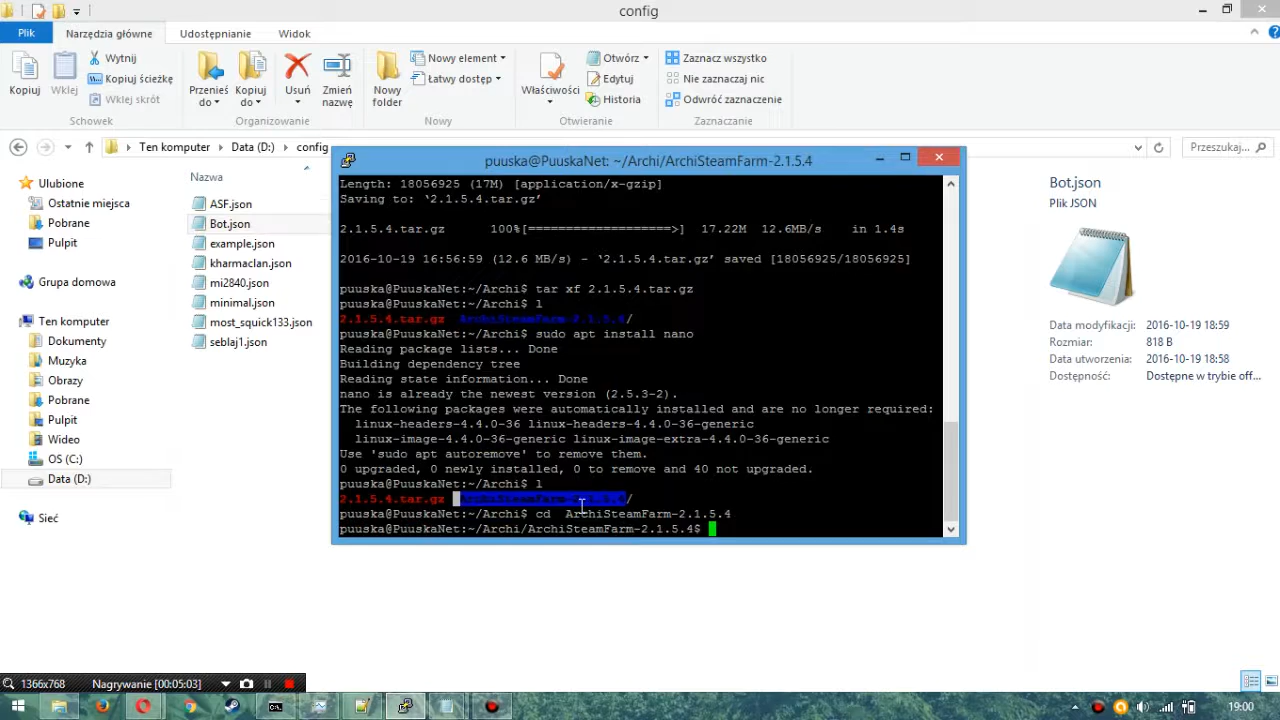 config
Plik
Narzędzia główne
Udostępnianie
Widok
Kopiuj
Wklej
Wytnij
Kopiuj ścieżkę
Wklej skrót
Schowek
Przenieś do
Kopiuj do
Usuń
Zmień nazwę
Organizowanie
Nowy folder
Nowy element
Łatwy dostęp
Nowy
Właściwości
Otwórz
Edytuj
Historia
Otwieranie
Zaznacz wszystko
Nie zaznaczaj nic
Odwróć zaznaczenie
Zaznaczanie
Ten komputer
Data (D:)
config
Przeszukaj...
Ulubione
Ostatnie miejsca
Pobrane
Pulpit
Grupa domowa
Ten komputer
Dokumenty
Muzyka
Obrazy
Pobrane
Pulpit
Wideo
OS (C:)
Data (D:)
Sieć
Nazwa
ASF.json
Bot.json
example.json
kharmaclan.json
mi2840.json
minimal.json
most_squick133.json
seblaj1.json
puuska@PuuskaNet: ~/Archi/ArchiSteamFarm-2.1.5.4
Length: 18056925 (17M) [application/x-gzip]
Saving to: ‘2.1.5.4.tar.gz’
2.1.5.4.tar.gz 100%[===================>] 17.22M 12.6MB/s in 1.4s
2016-10-19 16:56:59 (12.6 MB/s) - ‘2.1.5.4.tar.gz’ saved [18056925/18056925]
puuska@PuuskaNet:~/Archi$ tar xf 2.1.5.4.tar.gz
puuska@PuuskaNet:~/Archi$ l
2.1.5.4.tar.gz ArchiSteamFarm-2.1.5.4/
puuska@PuuskaNet:~/Archi$ sudo apt install nano
Reading package lists... Done
Building dependency tree
Reading state information... Done
nano is already the newest version (2.5.3-2).
The following packages were automatically installed and are no longer required:
linux-headers-4.4.0-36 linux-headers-4.4.0-36-generic
linux-image-4.4.0-36-generic linux-image-extra-4.4.0-36-generic
Use 'sudo apt autoremove' to remove them.
0 upgraded, 0 newly installed, 0 to remove and 40 not upgraded.
puuska@PuuskaNet:~/Archi$ l
2.1.5.4.tar.gz ArchiSteamFarm-2.1.5.4/
puuska@PuuskaNet:~/Archi$ cd  ArchiSteamFarm-2.1.5.4
puuska@PuuskaNet:~/Archi/ArchiSteamFarm-2.1.5.4$
Bot.json
Plik JSON
Data modyfikacji: 2016-10-19 18:59
Rozmiar: 818 B
Data utworzenia: 2016-10-19 18:58
Dostępność: Dostępne w trybie off...
1366x768
Nagrywanie [00:05:03]
19:00